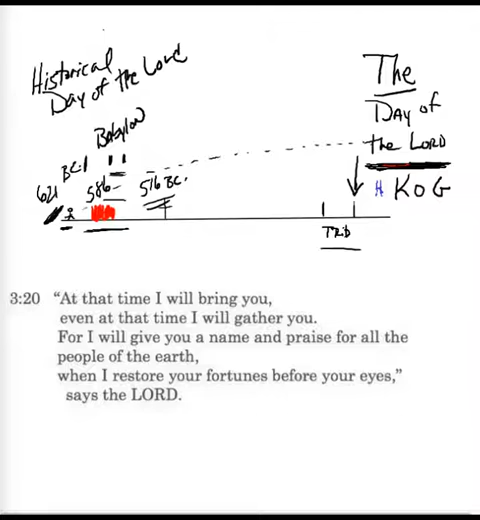 Historical
Day of the Lord
Babylon
621 BC
586
516 BC.
The
Day of
the Lord
KOG
Trib
3:20 “At that time I will bring you,
even at that time I will gather you.
For I will give you a name and praise for all the
people of the earth,
when I restore your fortunes before your eyes,”
says the LORD.